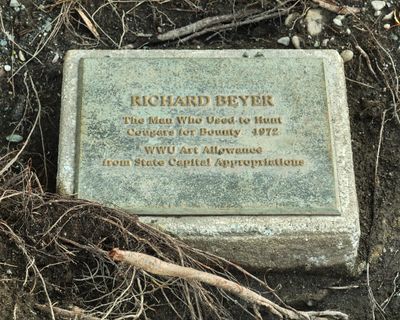 RICHARD BEYER
The Man Who Used to Hunt
Cougars for Bounty 1972
WWU Art Allowance
from State Capital Appropriations